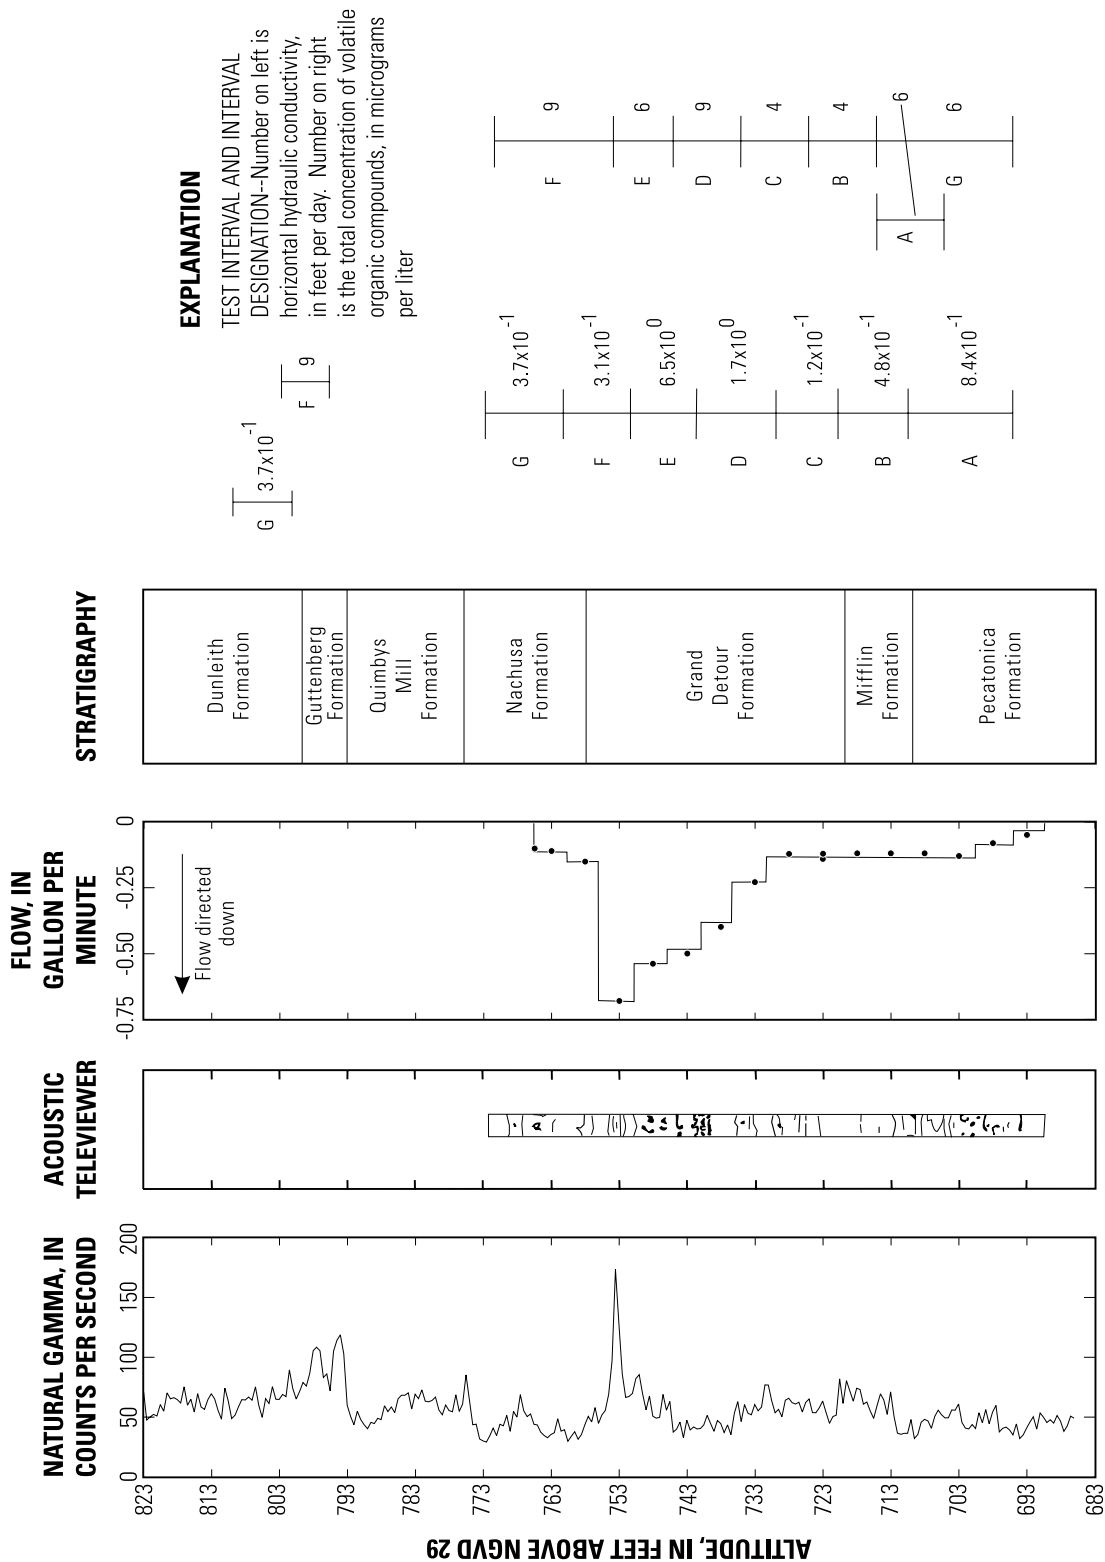 NATURAL GAMMA, IN
COUNTS PER SECOND
200
150
100
50
0
ACOUSTIC
TELEVIEWER
FLOW, IN
GALLON PER
MINUTE
0
-0.25
-0.50
-0.75
Flow directed
down
STRATIGRAPHY
Dunleith
Formation
Guttenberg
Formation
Quimbys
Mill
Formation
Nachusa
Formation
Grand
Detour
Formation
Mifflin
Formation
Pecatonica
Formation
ALTITUDE, IN FEET ABOVE NGVD 29
823
813
803
793
783
773
763
753
743
733
723
713
703
693
683
EXPLANATION
G 3.7x10-1
F 9
TEST INTERVAL AND INTERVAL
DESIGNATION--Number on left is
horizontal hydraulic conductivity,
in feet per day. Number on right
is the total concentration of volatile
organic compounds, in micrograms
per liter
G 3.7x10-1
F 3.1x10-1
E 6.5x100
D 1.7x100
C 1.2x10-1
B 4.8x10-1
A 8.4x10-1
F 9
E 6
D 9
C 4
B 4
A 6
G 6